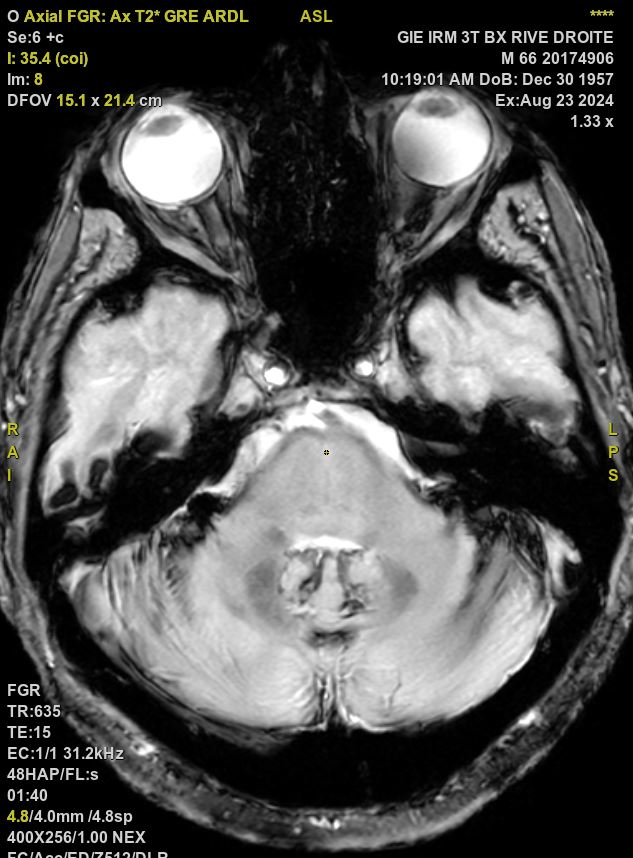 O Axial FGR: Ax T2* GRE ARDL
ASL
****
Se:6 +c
GIE IRM 3T BX RIVE DROITE
I: 35.4 (coi)
M 66 20174906
Im: 8
10:19:01 AM DoB: Dec 30 1957
DFOV 15.1 x 21.4 cm
Ex:Aug 23 2024
1.33 x
R
A
I
L
P
S
FGR
TR:635
TE:15
EC:1/1 31.2kHz
48HAP/FL:s
01:40
4.8/4.0mm /4.8sp
400X256/1.00 NEX